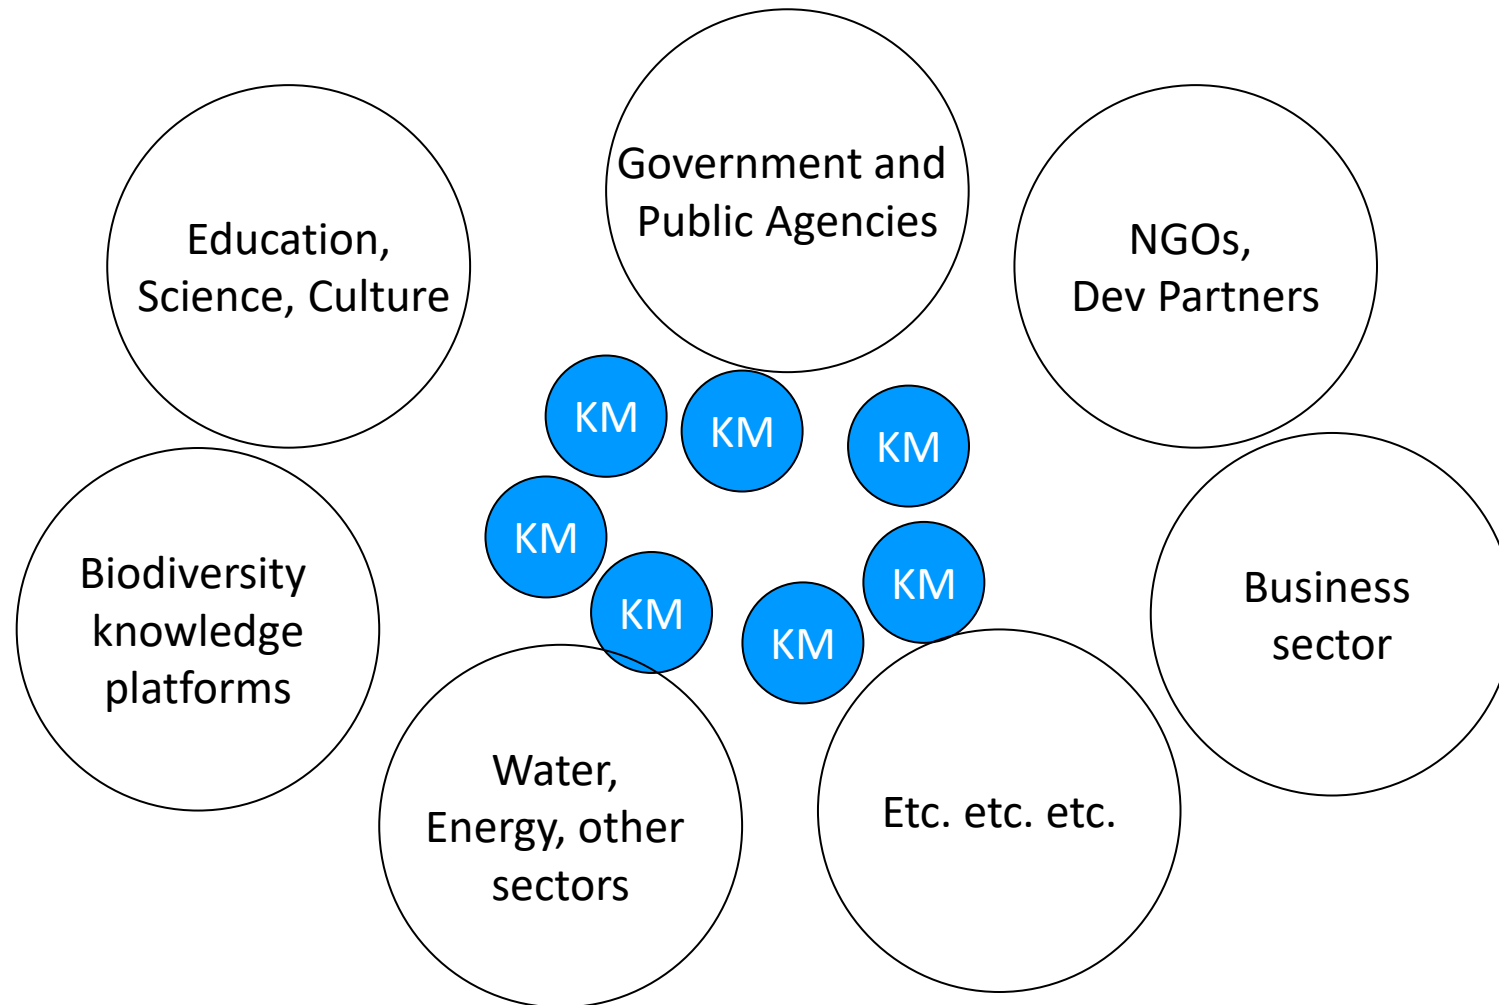 Government and
Public Agencies
Education,
Science, Culture
NGOs,
Dev Partners
KM
KM
KM
KM
KM
KM
KM
Biodiversity
knowledge
platforms
Business
sector
Water,
Energy, other
sectors
Etc. etc. etc.